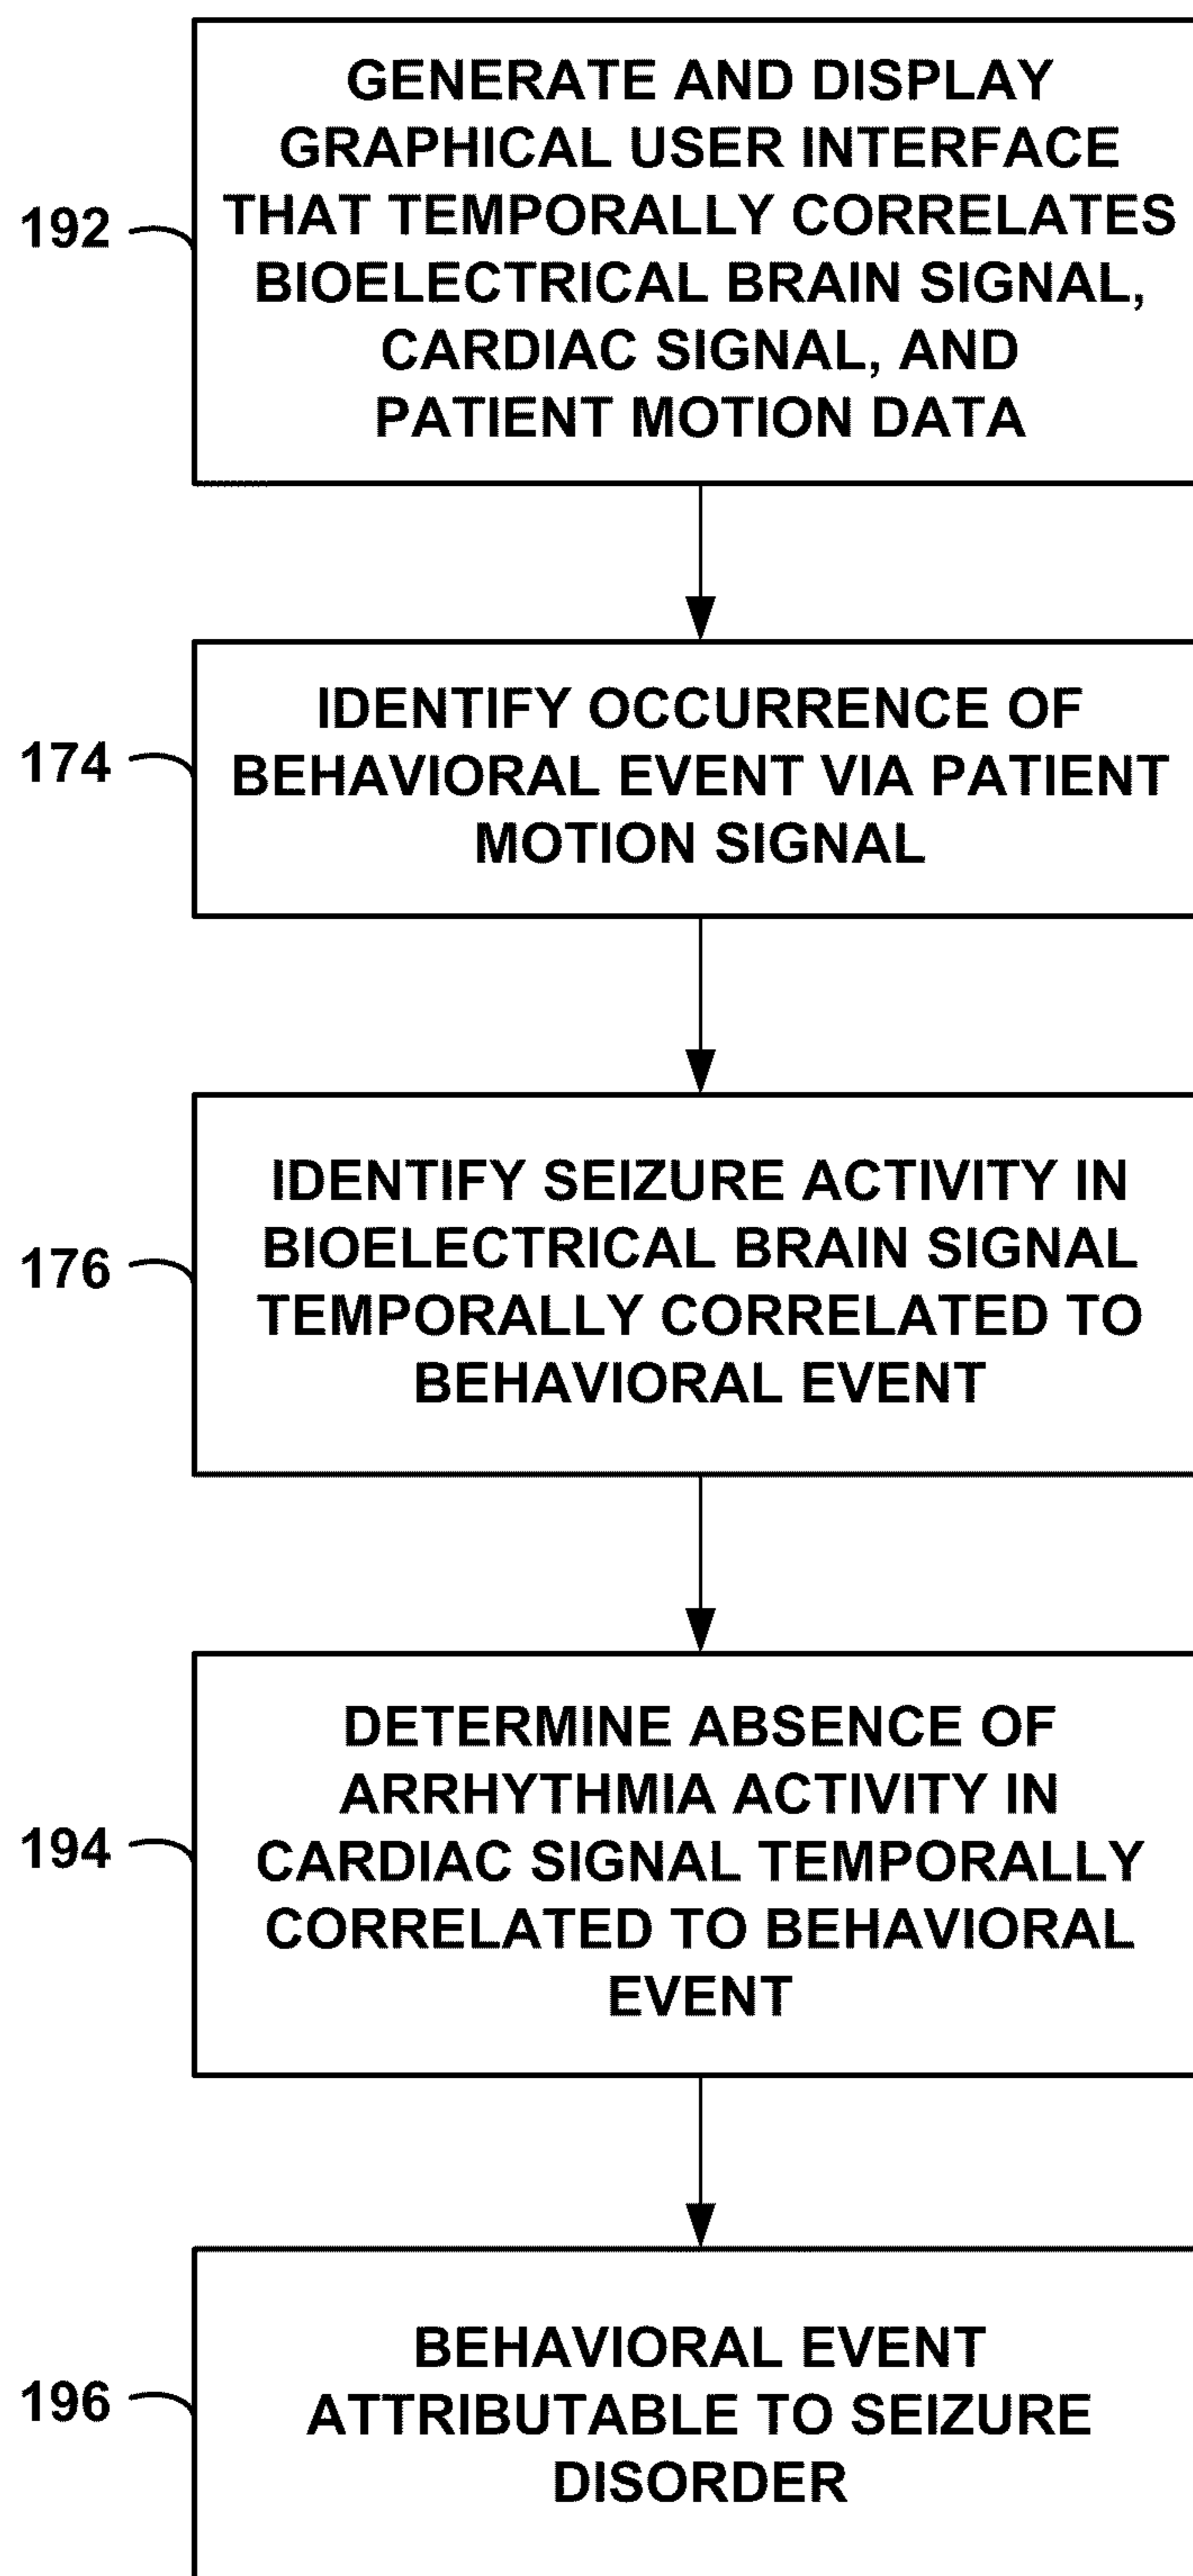 GENERATE AND DISPLAY
GRAPHICAL USER INTERFACE
THAT TEMPORALLY CORRELATES
BIOELECTRICAL BRAIN SIGNAL,
CARDIAC SIGNAL, AND
PATIENT MOTION DATA
192
IDENTIFY OCCURRENCE OF
BEHAVIORAL EVENT VIA PATIENT
MOTION SIGNAL
174
IDENTIFY SEIZURE ACTIVITY IN
BIOELECTRICAL BRAIN SIGNAL
TEMPORALLY CORRELATED TO
BEHAVIORAL EVENT
176
DETERMINE ABSENCE OF
ARRHYTHMIA ACTIVITY IN
CARDIAC SIGNAL TEMPORALLY
CORRELATED TO BEHAVIORAL
EVENT
194
BEHAVIORAL EVENT
ATTRIBUTABLE TO SEIZURE
DISORDER
196